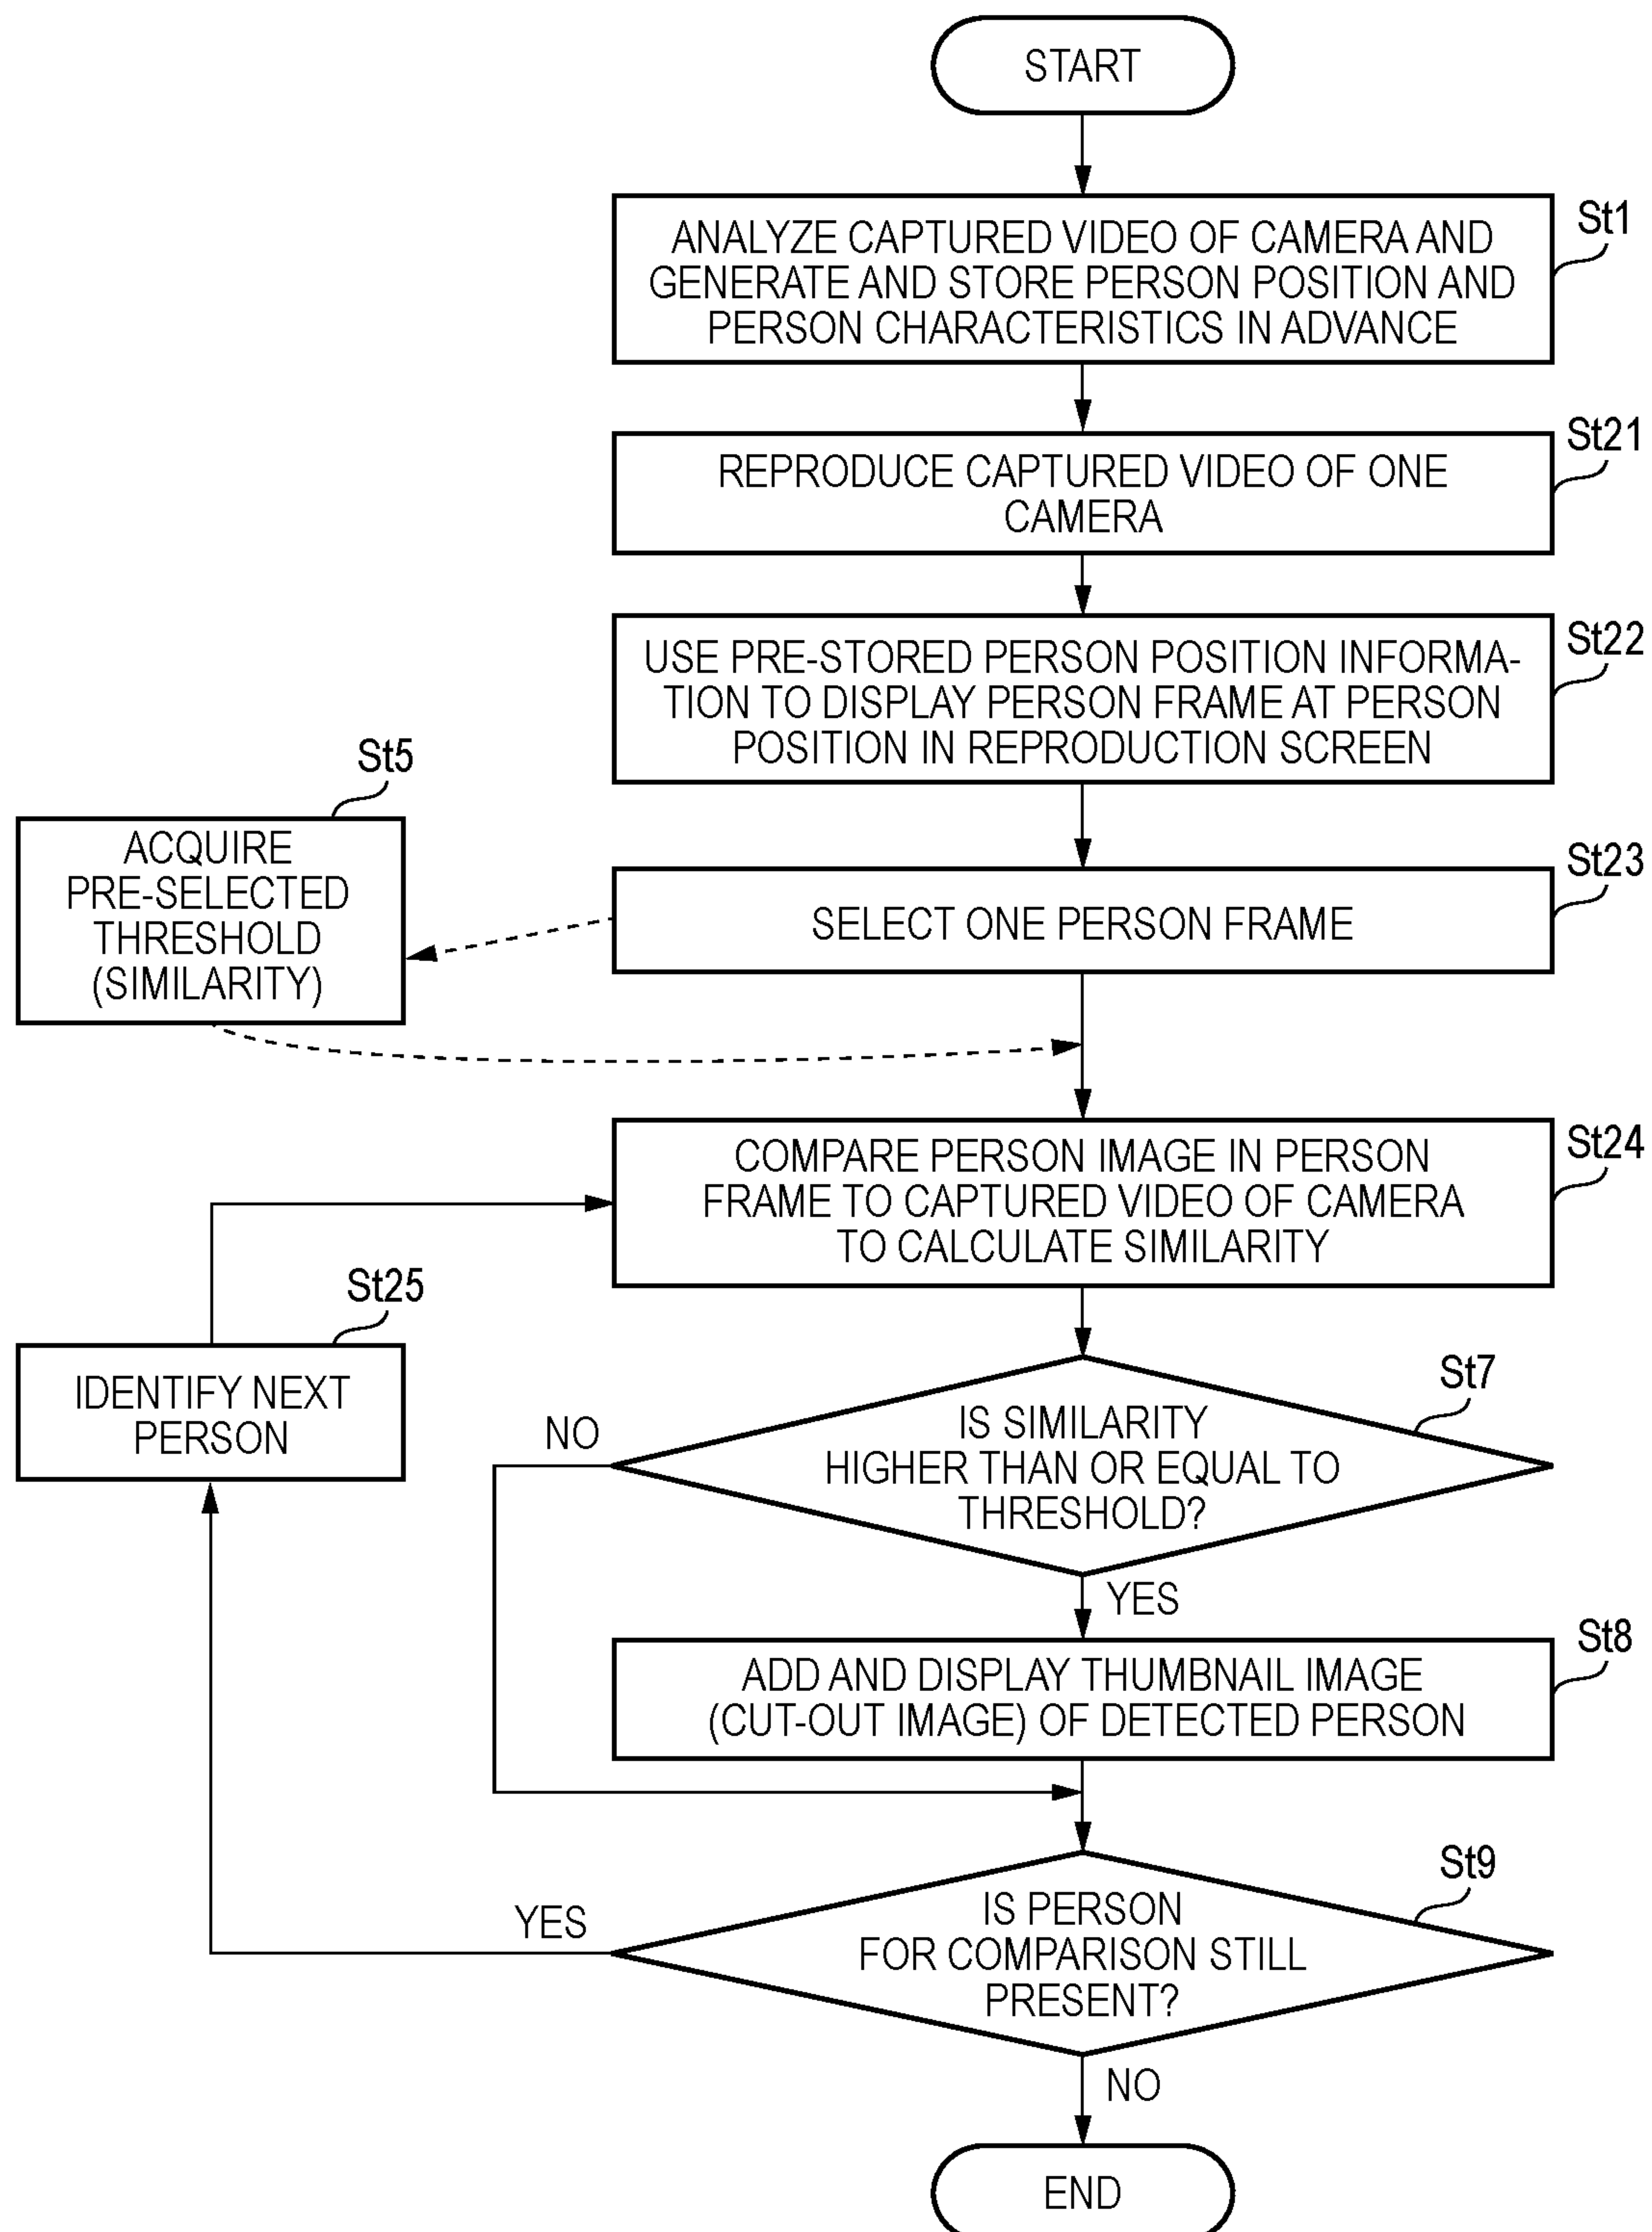 START
St1
ANALYZE CAPTURED VIDEO OF CAMERA AND
GENERATE AND STORE PERSON POSITION AND
PERSON CHARACTERISTICS IN ADVANCE
St21
REPRODUCE CAPTURED VIDEO OF ONE
CAMERA
St22
USE PRE-STORED PERSON POSITION INFORMA-
TION TO DISPLAY PERSON FRAME AT PERSON
POSITION IN REPRODUCTION SCREEN
St5
ACQUIRE
PRE-SELECTED
THRESHOLD
(SIMILARITY)
St23
SELECT ONE PERSON FRAME
St24
COMPARE PERSON IMAGE IN PERSON
FRAME TO CAPTURED VIDEO OF CAMERA
TO CALCULATE SIMILARITY
St25
IDENTIFY NEXT
PERSON
St7
NO
IS SIMILARITY
HIGHER THAN OR EQUAL TO
THRESHOLD?
YES
St8
ADD AND DISPLAY THUMBNAIL IMAGE
(CUT-OUT IMAGE) OF DETECTED PERSON
St9
YES
IS PERSON
FOR COMPARISON STILL
PRESENT?
NO
END